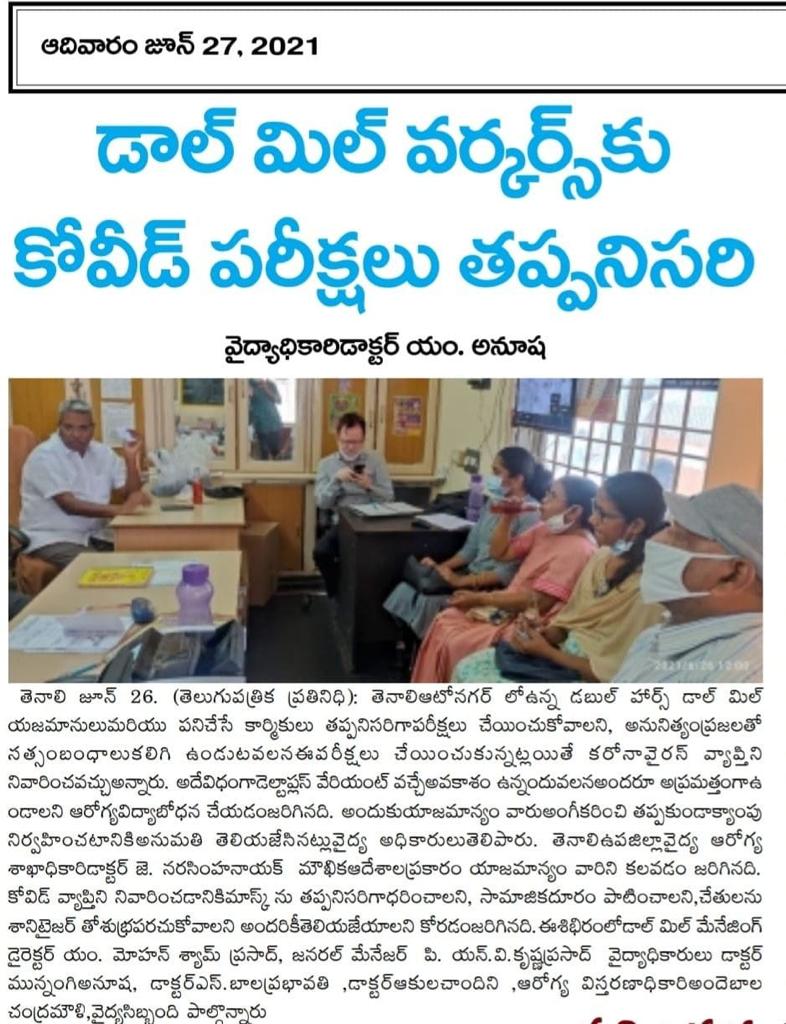 ఆదివారం జూన్ 27, 2021
డాల్ మిల్ వర్కర్స్‌కు
కోవీడ్ పరీక్షలు తప్పనిసరి
వైద్యాధికారిడాక్టర్ యం. అనూష
2021/6/26 10:09
తెనాలి జూన్ 26. (తెలుగుపత్రిక ప్రతినిధి): తెనాలిఆటోనగర్ లోఉన్న డబుల్ హార్స్ డాల్ మిల్
యజమానులుమరియు పనిచేసే కార్మికులు తప్పనిసరిగాపరీక్షలు చేయించుకోవాలని, అనునిత్యంప్రజలతో
సత్సంబంధాలుకలిగి ఉండుటవలనఈపరీక్షలు చేయించుకున్నట్లయితే కరోనావైరస్ వ్యాప్తిని
నివారించవచ్చుఅన్నారు. అదేవిధంగాడెల్టాప్లస్ వేరియంట్ వచ్చేఅవకాశం ఉన్నందువలనఅందరూ అప్రమత్తంగాఉ
ండాలని ఆరోగ్యవిద్యాబోధన చేయడంజరిగినది. అందుకుయాజమాన్యం వారుఅంగీకరించి తప్పకుండాక్యాంపు
నిర్వహించటానికిఅనుమతి తెలియజేసినట్లువైద్య అధికారులుతెలిపారు. తెనాలిఉపజిల్లావైద్య ఆరోగ్య
శాఖాధికారిడాక్టర్ జె. నరసింహనాయక్ మౌఖికఆదేశాలప్రకారం యాజమాన్యం వారిని కలవడం జరిగినది.
కోవిడ్ వ్యాప్తిని నివారించడానికిమాస్క్ ను తప్పనిసరిగాధరించాలని, సామాజికదూరం పాటించాలని,చేతులను
శానిటైజర్ తోశుభ్రపరచుకోవాలని అందరికీతెలియజేయాలని కోరడంజరిగినది.ఈశిభిరంలోడాల్ మిల్ మేనేజింగ్
డైరెక్టర్ యం. మోహన్ శ్యామ్ ప్రసాద్, జనరల్ మేనేజర్ పి. యన్.వి.కృష్ణప్రసాద్ వైద్యాధికారులు డాక్టర్
మున్నంగిఅనూష, డాక్టర్ఎస్.బాలప్రభావతి ,డాక్టర్ఆకులచాందిని ,ఆరోగ్య విస్తరణాధికారిఅందెబాల
చంద్రమౌళి,వైద్యసిబ్బంది పాల్గొన్నారు